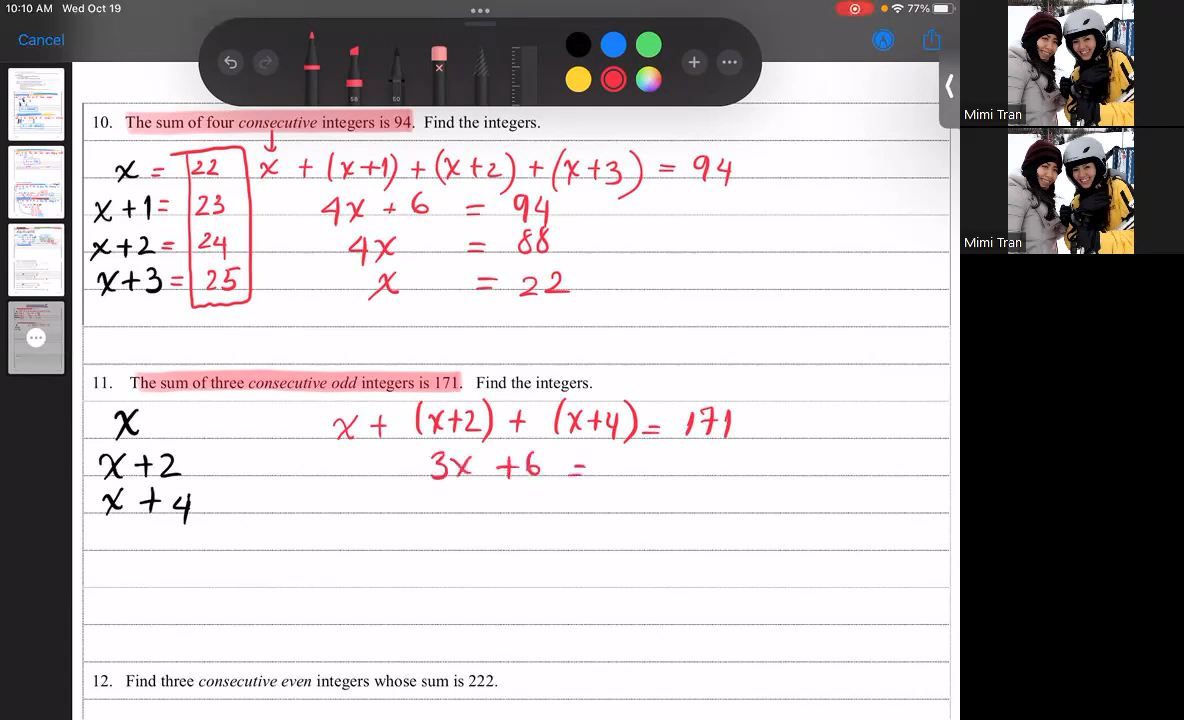 10:10 AM Wed Oct 19
77%
Cancel
58
50
Mimi Tran
Mimi Tran
10. The sum of four consecutive integers is 94. Find the integers.
x = 22 x + (x+1) + (x+2) + (x+3) = 94
x+1 = 23 4x + 6 = 94
x+2 = 24 4x = 88
x+3 = 25 x = 22
11. The sum of three consecutive odd integers is 171. Find the integers.
x x + (x+2) + (x+4) = 171
x+2 3x +6 =
x + 4
12. Find three consecutive even integers whose sum is 222.